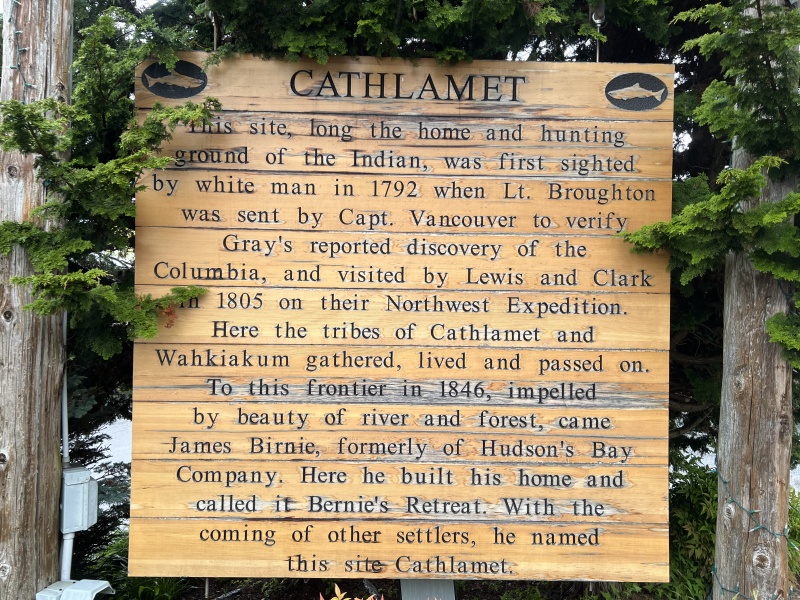 CATHLAMET
This site, long the home and hunting
ground of the Indian, was first sighted
by white man in 1792 when Lt. Broughton
was sent by Capt. Vancouver to verify
Gray's reported discovery of the
Columbia, and visited by Lewis and Clark
in 1805 on their Northwest Expedition.
Here the tribes of Cathlamet and
Wahkiakum gathered, lived and passed on.
To this frontier in 1846, impelled
by beauty of river and forest, came
James Birnie, formerly of Hudson's Bay
Company. Here he built his home and
called it Bernie's Retreat. With the
coming of other settlers, he named
this site Cathlamet.